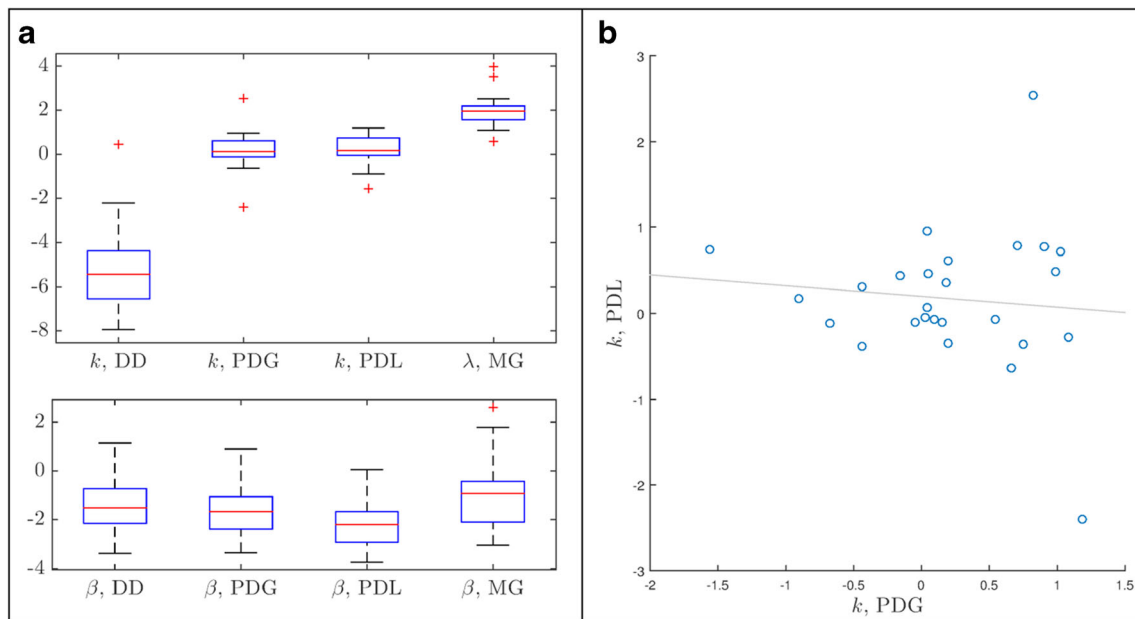 a
4
2
0
-2
-4
-6
-8
k, DD k, PDG k, PDL λ, MG
2
0
-2
-4
β, DD β, PDG β, PDL β, MG
b
3
2
1
0
-1
-2
-3
k, PDL
-2 -1 -0.5 0 0.5 1 1.5
k, PDG